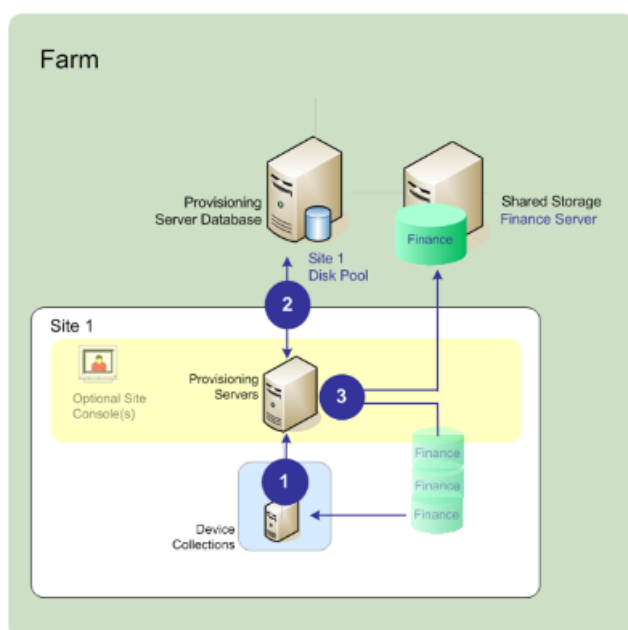 Farm
Provisioning
Server Database
Site 1
Disk Pool
Finance
Shared Storage
Finance Server
2
Site 1
Optional Site
Console(s)
Provisioning
Servers
3
Finance
Finance
Finance
1
Device
Collections